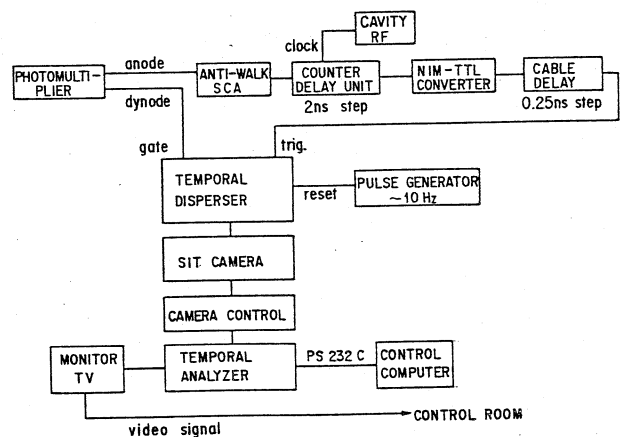 CAVITY
RF
clock
anode
PHOTOMULTI-
PLIER
ANTI-WALK
SCA
COUNTER
DELAY UNIT
NIM-TTL
CONVERTER
CABLE
DELAY
dynode
2ns step
0.25ns step
gate
trig.
TEMPORAL
DISPERSER
reset
PULSE GENERATOR
~10 Hz
SIT CAMERA
CAMERA CONTROL
MONITOR
TV
TEMPORAL
ANALYZER
PS 232 C
CONTROL
COMPUTER
CONTROL ROOM
video signal